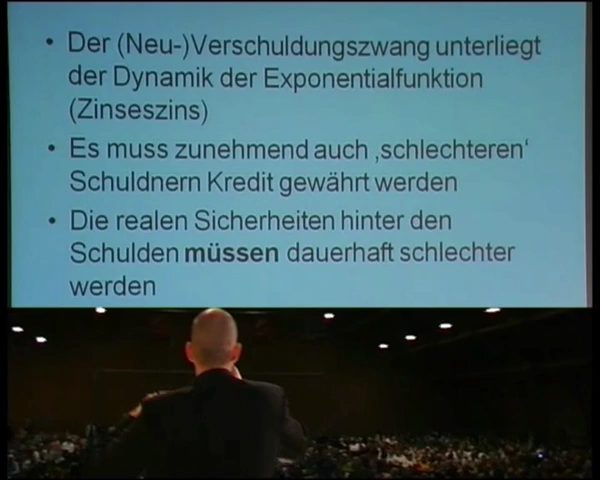 • Der (Neu-)Verschuldungszwang unterliegt
der Dynamik der Exponentialfunktion
(Zinseszins)
• Es muss zunehmend auch ‚schlechteren‘
Schuldnern Kredit gewährt werden
• Die realen Sicherheiten hinter den
Schulden müssen dauerhaft schlechter
werden